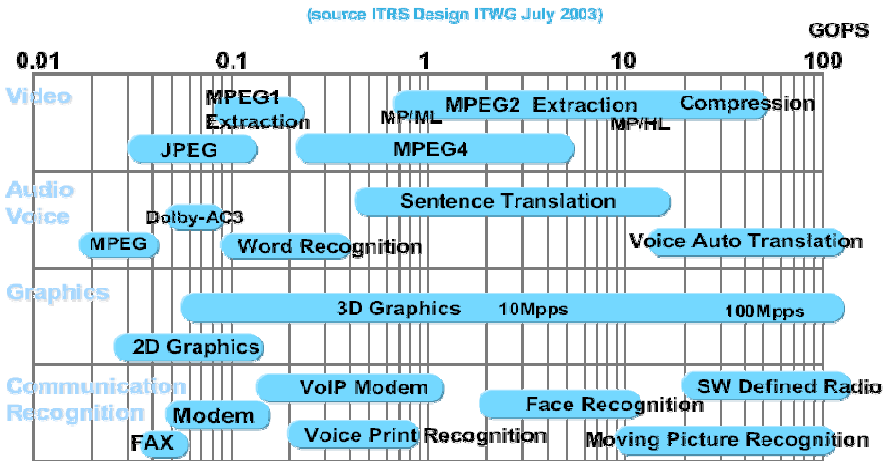 (source ITRS Design ITWG July 2003)
GOPS
0.01 0.1 1 10 100
Video
MPEG1
Extraction
MPEG2 Extraction
Compression
MP/ML
MP/HL
JPEG
MPEG4
Audio
Voice
Sentence Translation
Dolby-AC3
MPEG
Word Recognition
Voice Auto Translation
Graphics
3D Graphics 10Mpps 100Mpps
2D Graphics
Communication
Recognition
VoIP Modem
SW Defined Radio
Modem
Face Recognition
FAX
Voice Print Recognition
Moving Picture Recognition